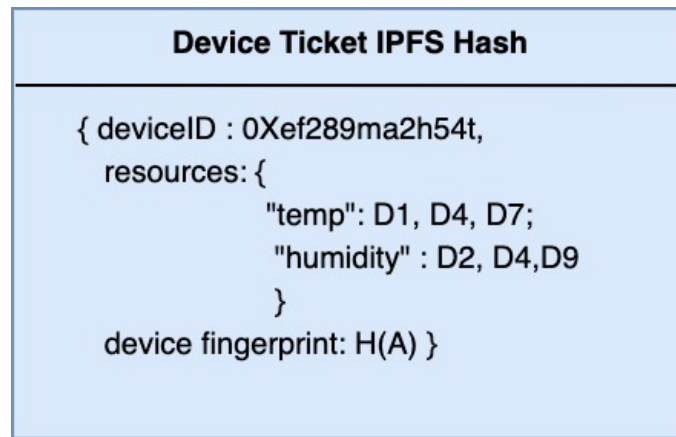 Device Ticket IPFS Hash
{ deviceID : 0Xef289ma2h54t,
resources: {
"temp": D1, D4, D7;
"humidity" : D2, D4,D9
}
device fingerprint: H(A) }